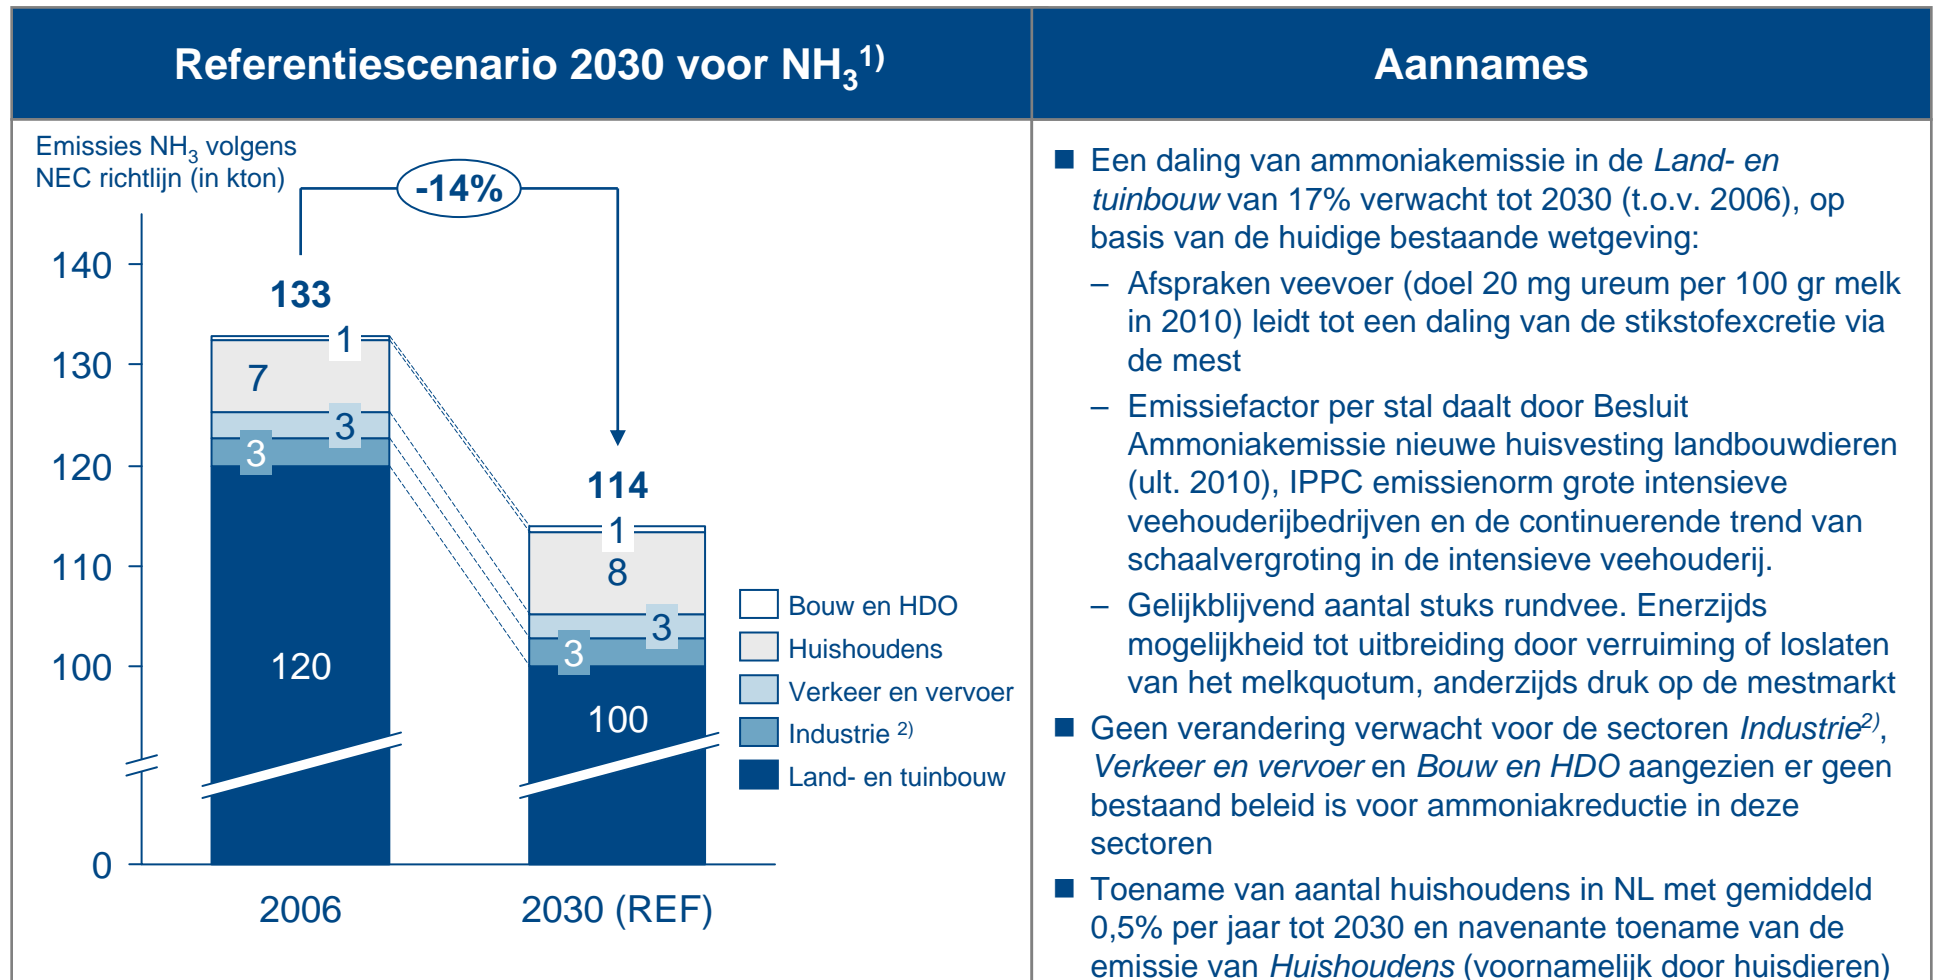 Referentiescenario 2030 voor NH3 1)
Aannames
Emissies NH3 volgens
NEC richtlijn (in kton)
-14%
140
130
120
110
100
0
133
1
7
3
3
120
114
1
8
3
3
100
2006
2030 (REF)
Bouw en HDO
Huishoudens
Verkeer en vervoer
Industrie 2)
Land- en tuinbouw
■ Een daling van ammoniakemissie in de Land- en
tuinbouw van 17% verwacht tot 2030 (t.o.v. 2006), op
basis van de huidige bestaande wetgeving:
– Afspraken veevoer (doel 20 mg ureum per 100 gr melk
in 2010) leidt tot een daling van de stikstofexcretie via
de mest
– Emissiefactor per stal daalt door Besluit
Ammoniakemissie nieuwe huisvesting landbouwdieren
(ult. 2010), IPPC emissienorm grote intensieve
veehouderijbedrijven en de continuerende trend van
schaalvergroting in de intensieve veehouderij.
– Gelijkblijvend aantal stuks rundvee. Enerzijds
mogelijkheid tot uitbreiding door verruiming of loslaten
van het melkquotum, anderzijds druk op de mestmarkt
■ Geen verandering verwacht voor de sectoren Industrie2),
Verkeer en vervoer en Bouw en HDO aangezien er geen
bestaand beleid is voor ammoniakreductie in deze
sectoren
■ Toename van aantal huishoudens in NL met gemiddeld
0,5% per jaar tot 2030 en navenante toename van de
emissie van Huishoudens (voornamelijk door huisdieren)